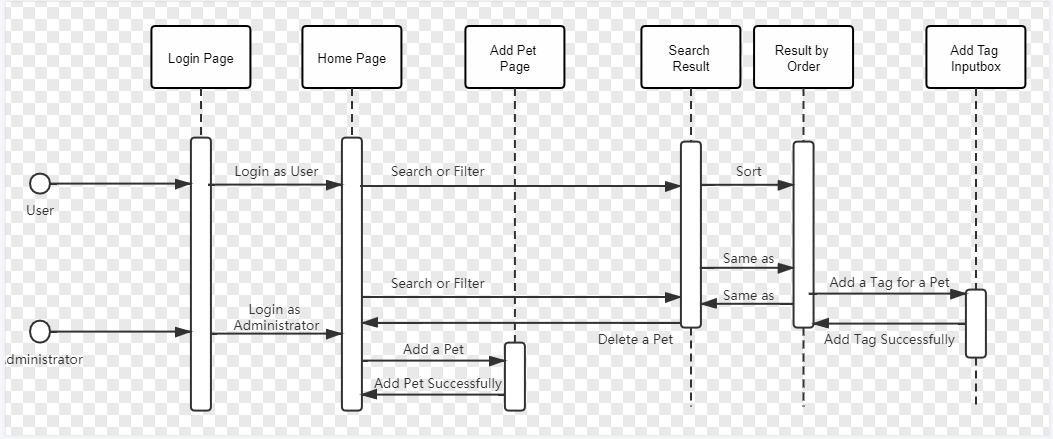 Login Page
Home Page
Add Pet
Page
Search
Result
Result by
Order
Add Tag
Inputbox
Login as User
Search or Filter
Sort
User
Same as
Search or Filter
Add a Tag for a Pet
Same as
Login as
Administrator
Delete a Pet
Add Tag Successfully
Add a Pet
dministrator
Add Pet Successfully